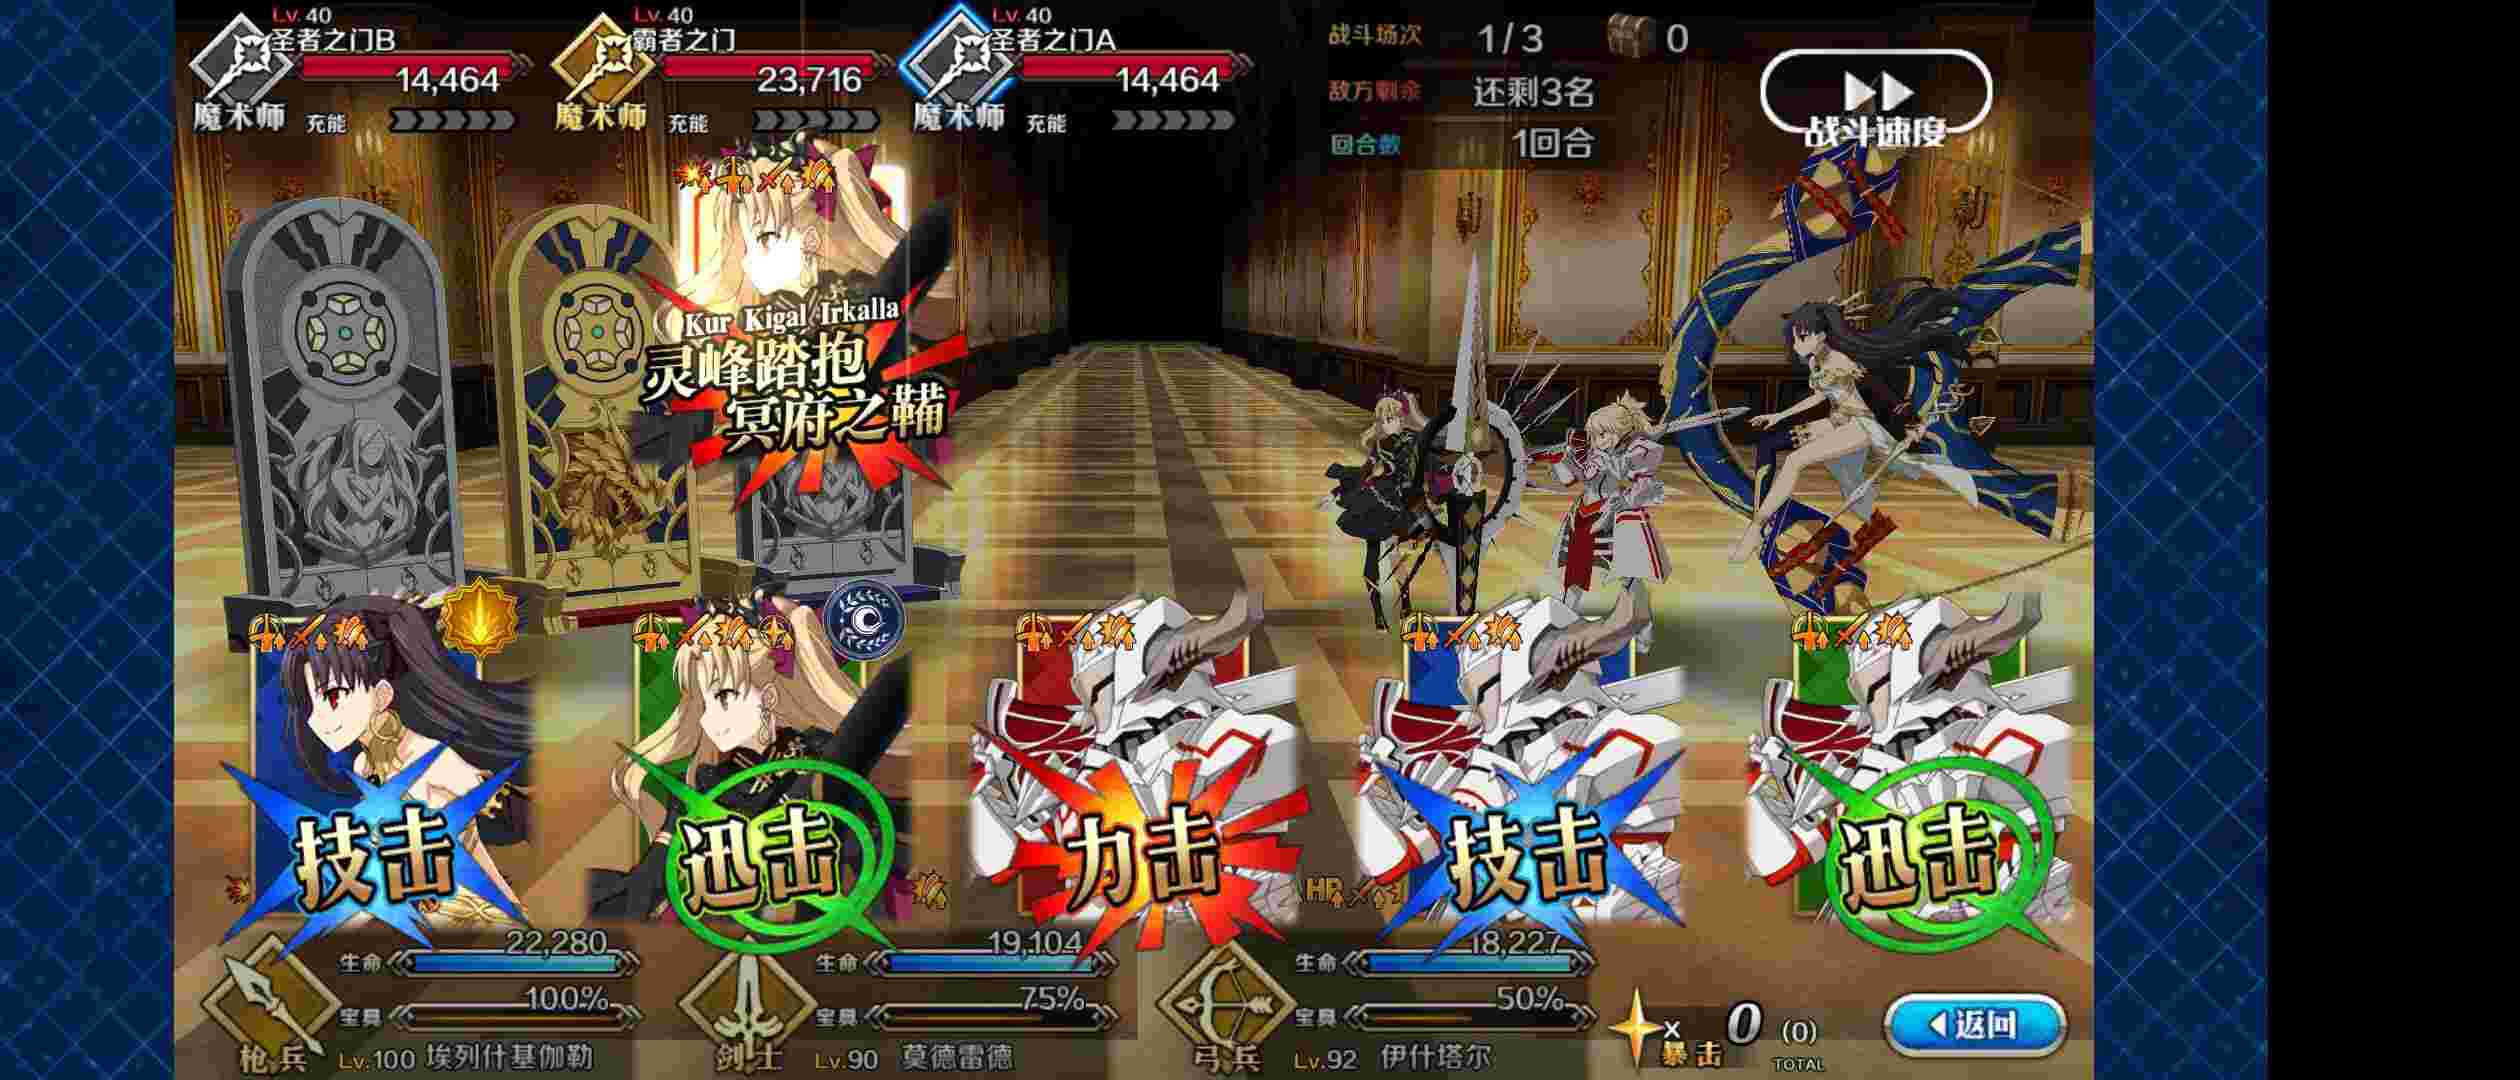 Lv. 40
圣者之门B
14,464
魔术师
充能
Lv. 40
霸者之门
23,716
魔术师
充能
Lv. 40
圣者之门A
14,464
魔术师
充能
战斗场次 1/3 0
敌方剩余 还剩3名
回合数 1回合
战斗速度
Kur Kigal Irkalla
灵峰踏抱
冥府之鞴
技击
迅击
力击
技击
迅击
HP
生命 22,280
宝具 100%
枪兵 Lv.100 埃列什基伽勒
生命 19,104
宝具 75%
剑士 Lv.90 莫德雷德
生命 18,227
宝具 50%
弓兵 Lv.92 伊什塔尔
x 0 (0)
暴击 TOTAL
返回